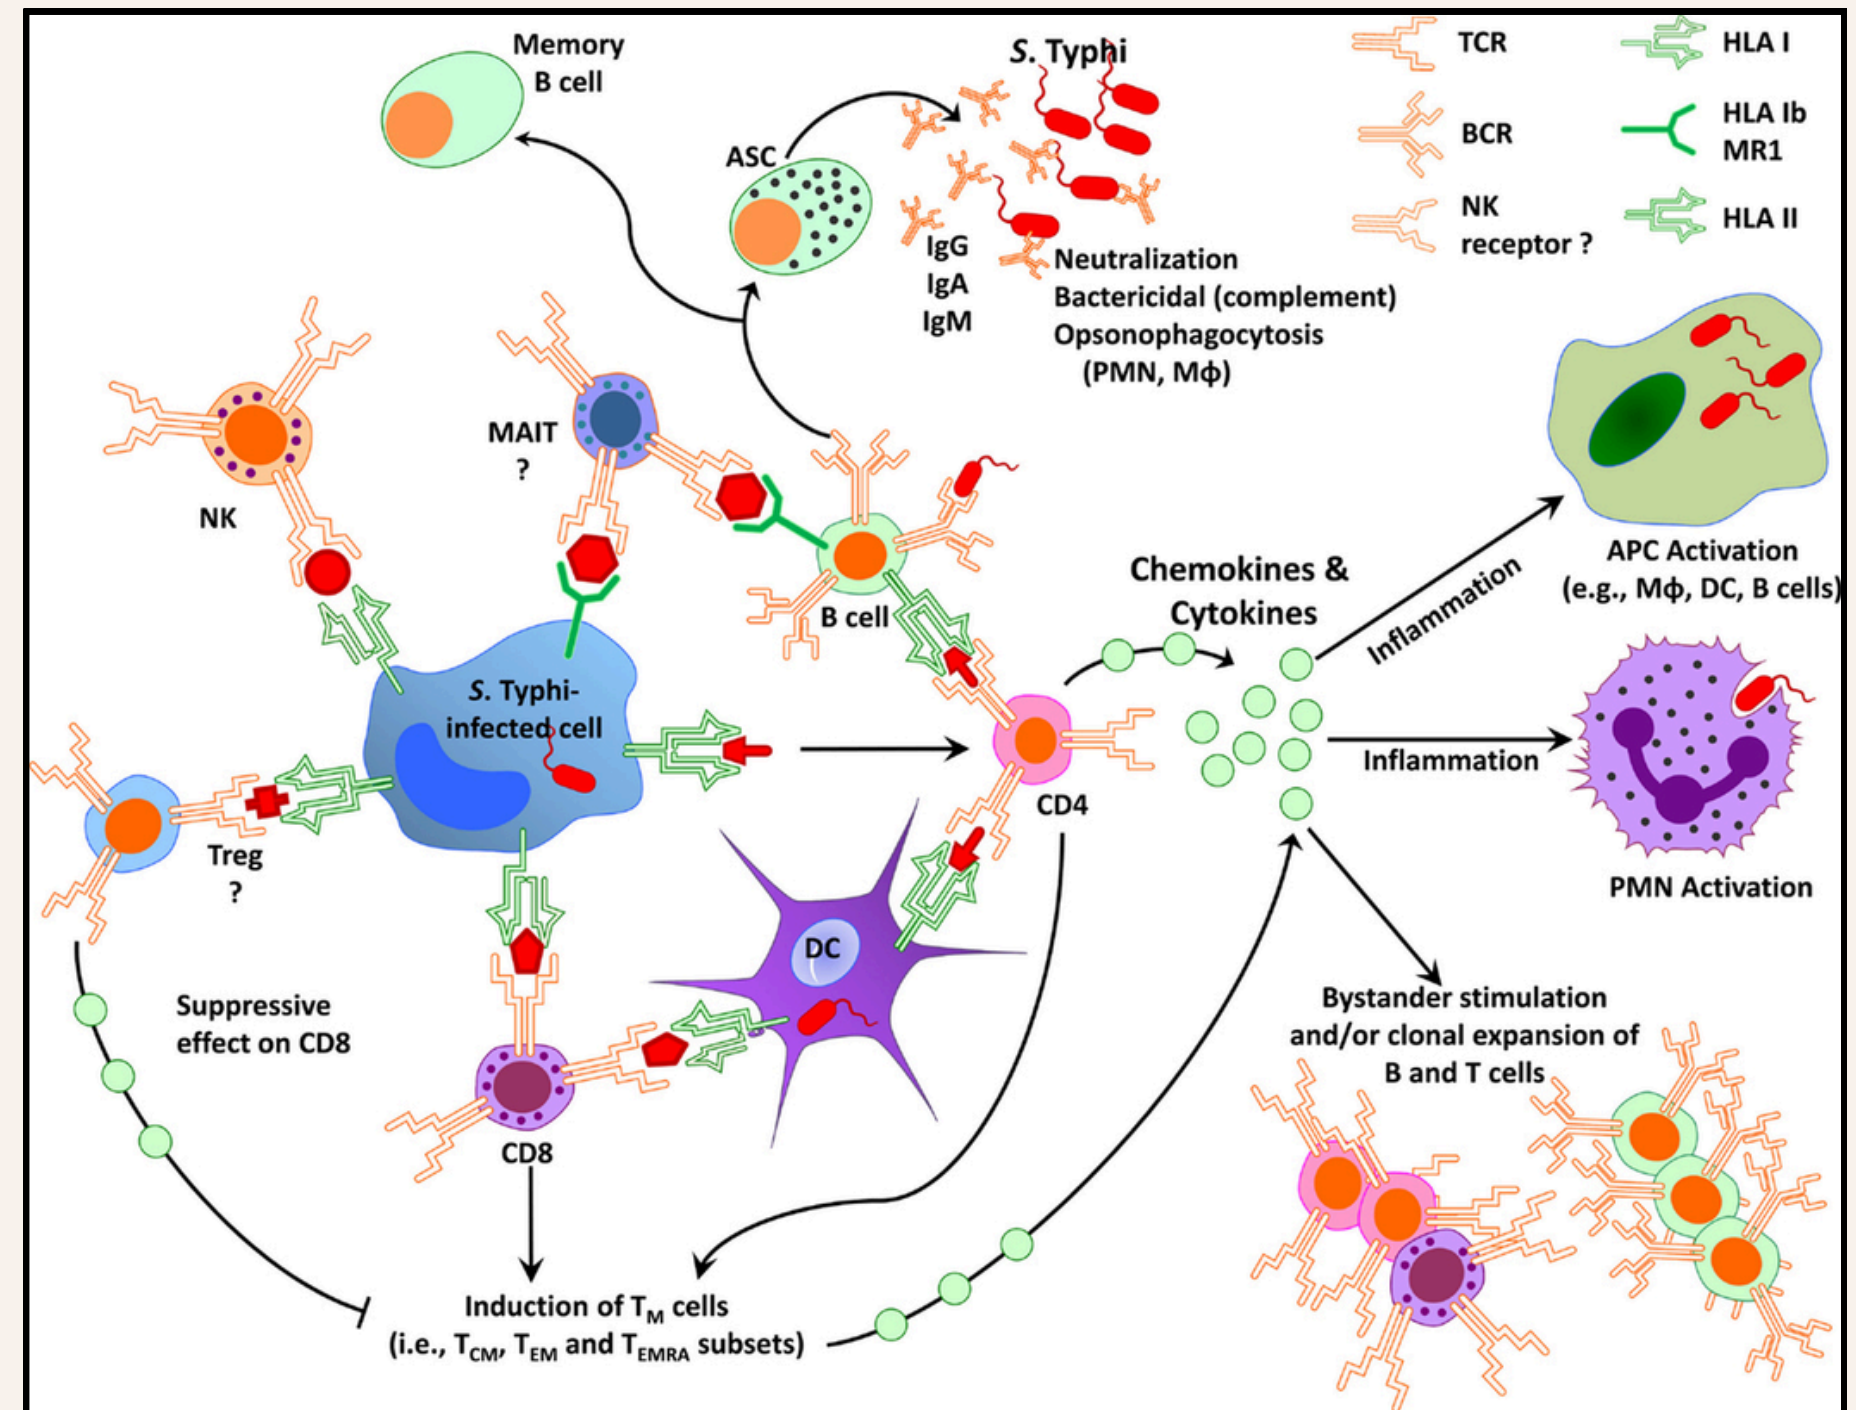 Memory
B cell
S. Typhi
ASC
IgG
IgA
IgM
Neutralization
Bactericidal (complement)
Opsonophagocytosis
(PMN, Mϕ)
TCR
BCR
NK
receptor ?
HLA I
HLA Ib
MR1
HLA II
NK
MAIT
?
B cell
Chemokines &
Cytokines
Inflammation
APC Activation
(e.g., Mϕ, DC, B cells)
S. Typhi-
infected cell
Inflammation
CD4
PMN Activation
Treg
?
DC
Suppressive
effect on CD8
CD8
Bystander stimulation
and/or clonal expansion of
B and T cells
Induction of TM cells
(i.e., TCM, TEM and TEMRA subsets)